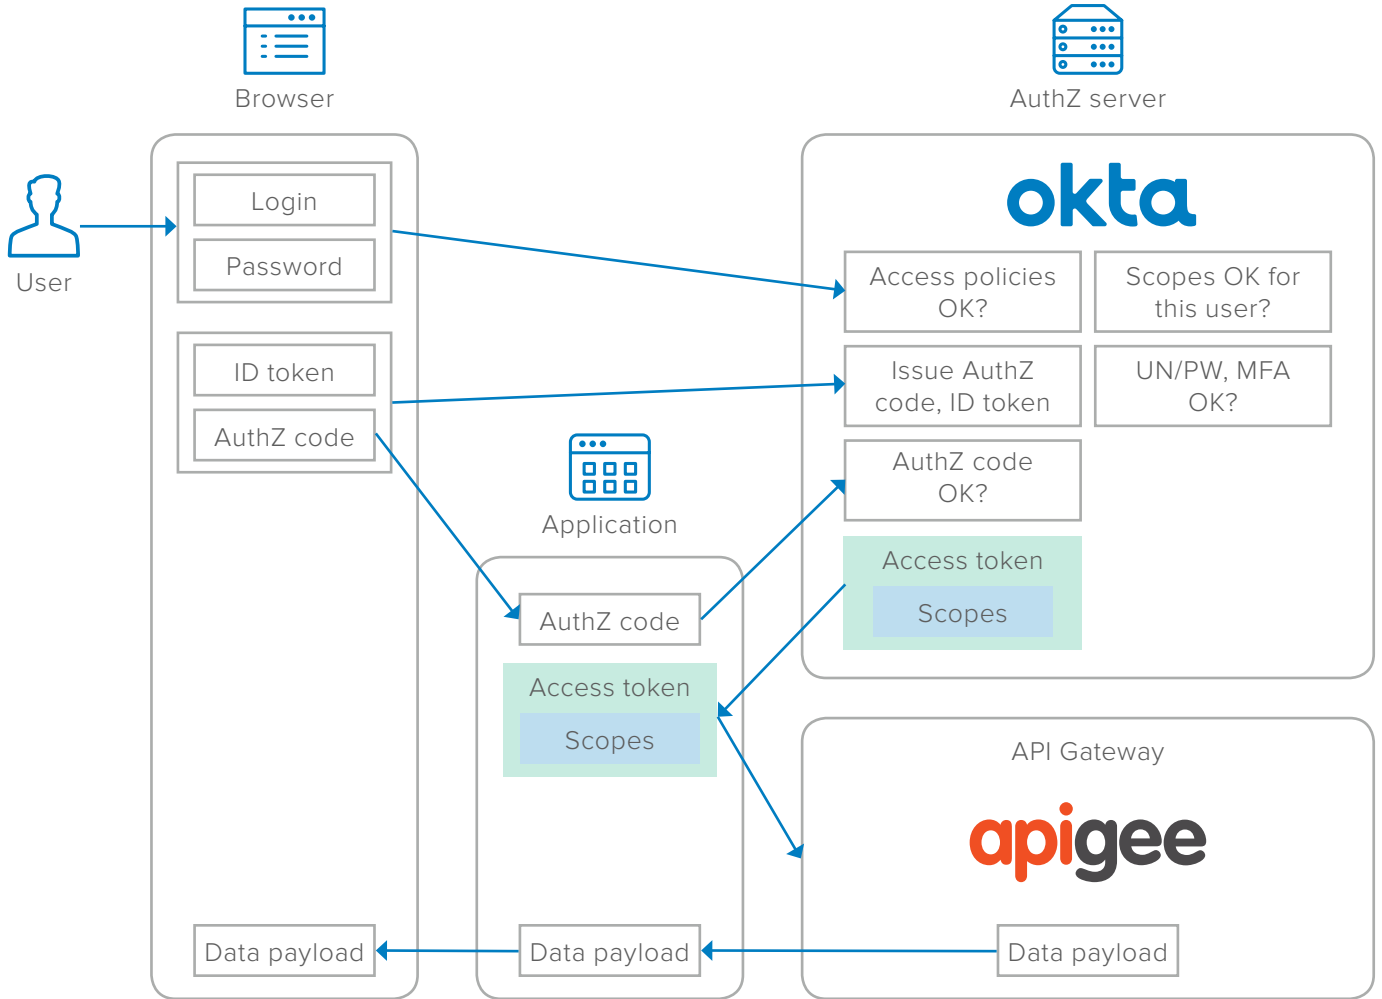 Browser
AuthZ server
User
Login
Password
ID token
AuthZ code
Application
AuthZ code
Access token
Scopes
okta
Access policies
OK?
Scopes OK for
this user?
Issue AuthZ
code, ID token
UN/PW, MFA
OK?
AuthZ code
OK?
Access token
Scopes
API Gateway
apigee
Data payload
Data payload
Data payload